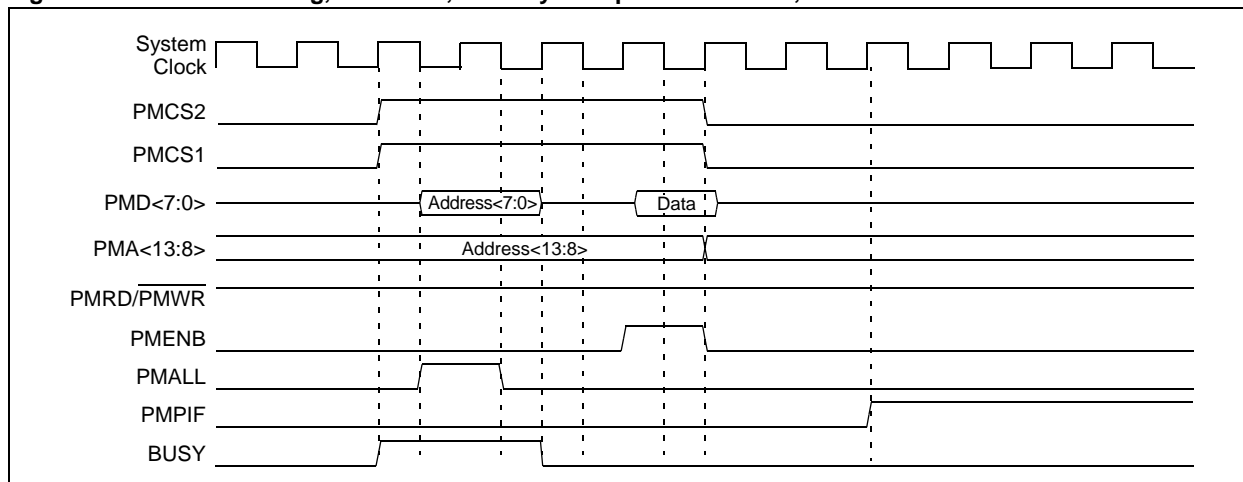 System
Clock
PMCS2
PMCS1
PMD<7:0>
Address<7:0>
Data
PMA<13:8>
Address<13:8>
PMRD/PMWR
PMENB
PMALL
PMPIF
BUSY